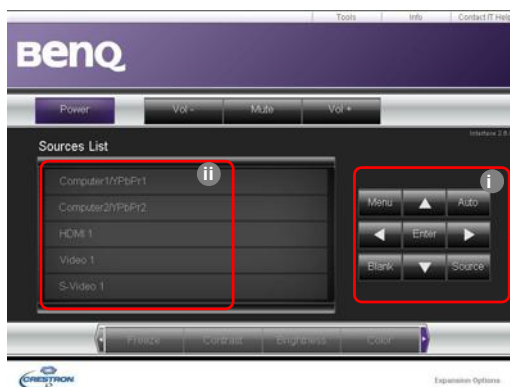 Tools Info Contact IT Help
BenQ
Power Vol - Mute Vol +
Interface 2.8
Sources List
ii
i
Computer1/YPbPr1
Computer2/YPbPr2
HDMI 1
Video 1
S-Video 1
Menu Auto
Enter
Blank Source
Freeze Contrast Brightness Color
CRESTRON
Expansion Options